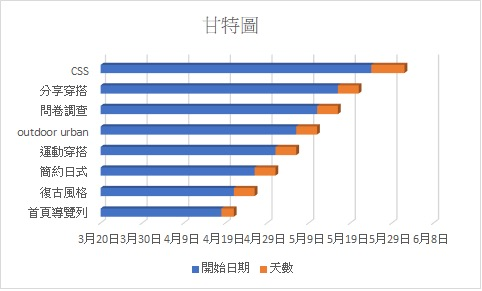 甘特圖
CSS
分享穿搭
問卷調查
outdoor urban
運動穿搭
簡約日式
復古風格
首頁導覽列
3月20日 3月30日 4月9日 4月19日 4月29日 5月9日 5月19日 5月29日 6月8日
開始日期 天數